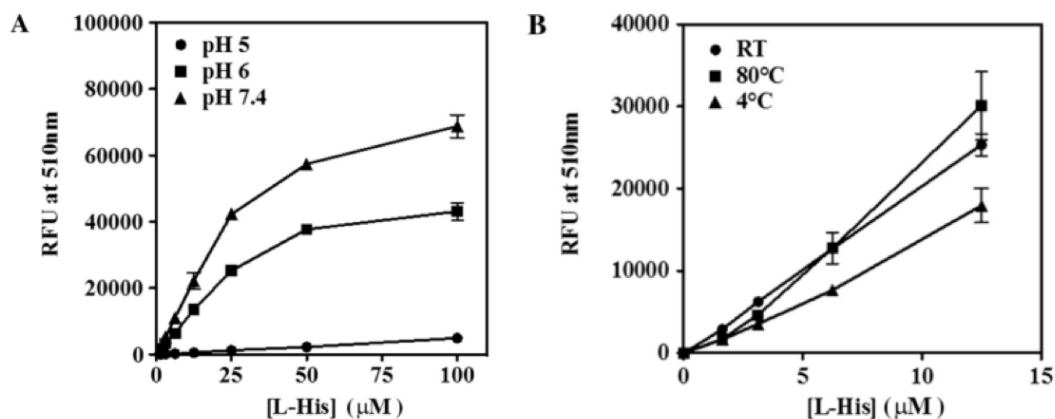 A
RFU at 510nm
100000
80000
60000
40000
20000
0
pH 5
pH 6
pH 7.4
0
25
50
75
100
[L-His] (μM)
B
RFU at 510nm
40000
30000
20000
10000
0
RT
80°C
4°C
0
5
10
15
[L-His] (μM)